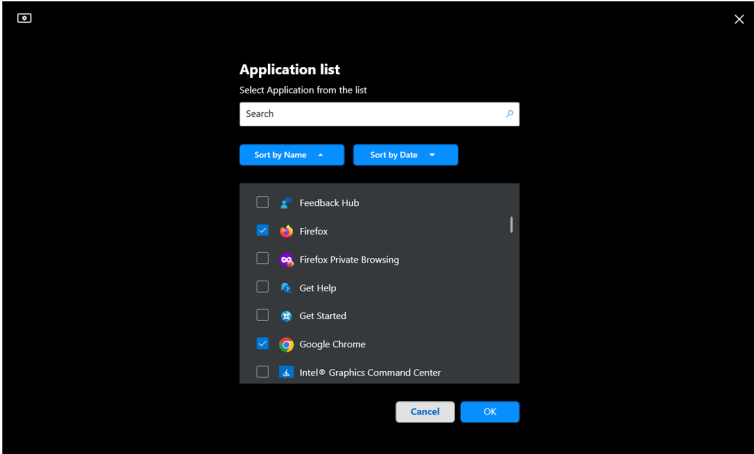 Application list
Select Application from the list
Search
Sort by Name
Sort by Date
Feedback Hub
Firefox
Firefox Private Browsing
Get Help
Get Started
Google Chrome
Intel® Graphics Command Center
Cancel
OK